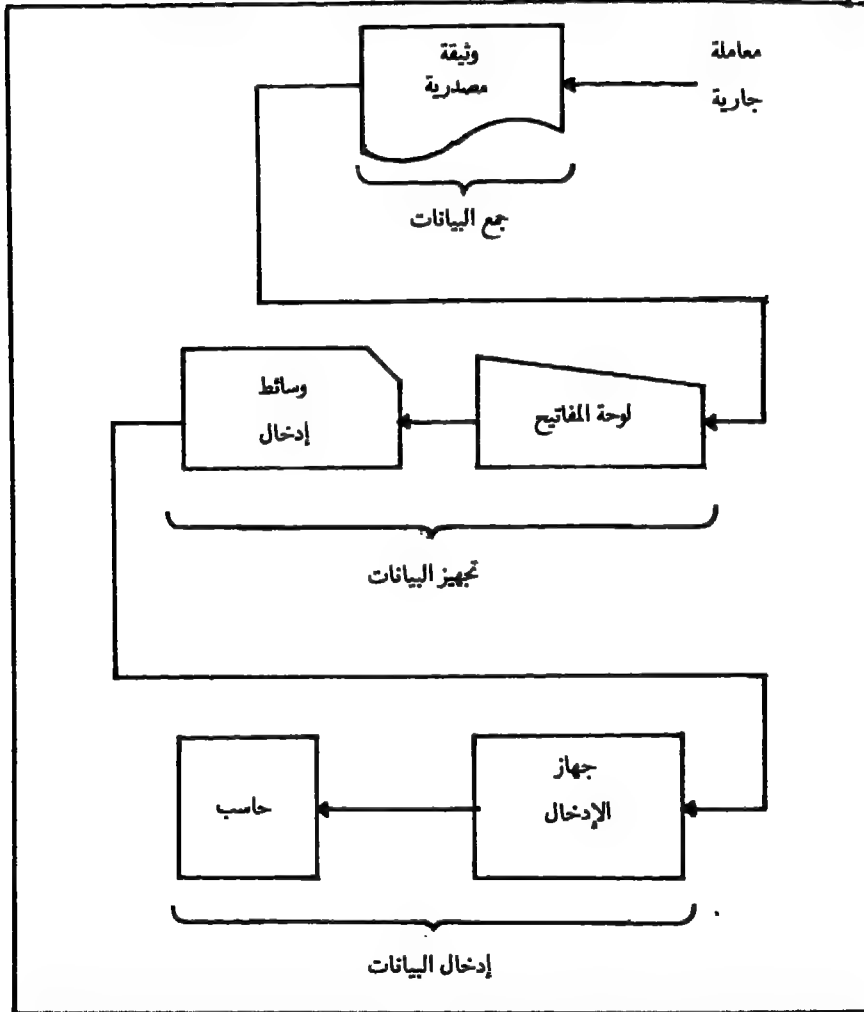 معاملة
جارية
وثيقة
مصدرية
جمع البيانات
لوحة المفاتيح
وسائط
إدخال
تجهيز البيانات
جهاز
الإدخال
حاسب
إدخال البيانات